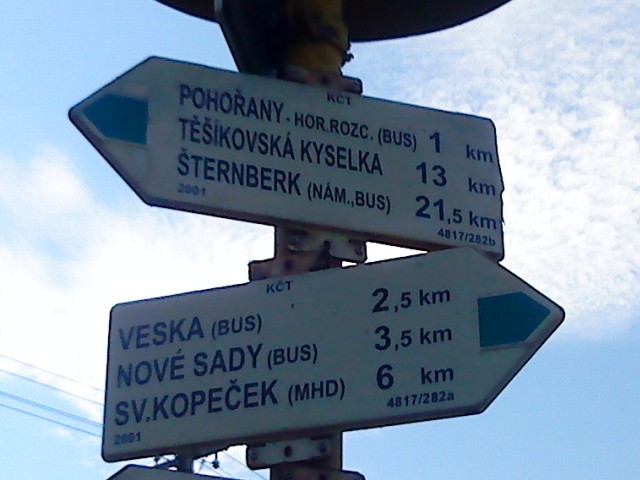 KČT
POHOŘANY - HOR.ROZC. (BUS) 1 km
TĚŠÍKOVSKÁ KYSELKA 13 km
ŠTERNBERK (NÁM.,BUS) 21,5 km
2001 4817/282b
KČT
VESKA (BUS) 2,5 km
NOVÉ SADY (BUS) 3,5 km
SV.KOPEČEK (MHD) 6 km
2001 4817/282a